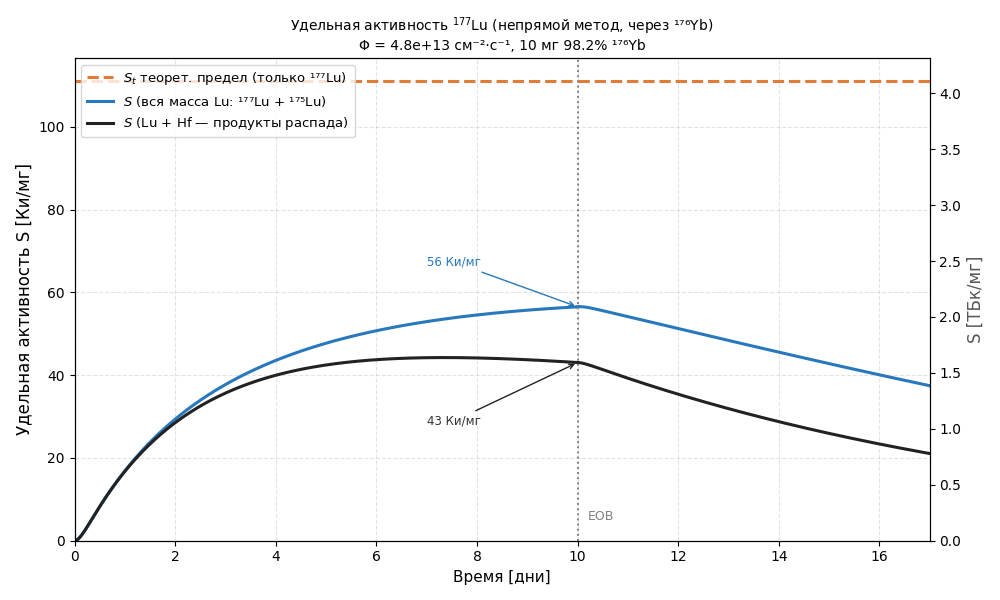 Удельная активность ¹⁷⁷Lu (непрямой метод, через ¹⁷⁶Yb)
Φ = 4.8e+13 см⁻²·с⁻¹, 10 мг 98.2% ¹⁷⁶Yb
Sₜ теорет. предел (только ¹⁷⁷Lu)
S (вся масса Lu: ¹⁷⁷Lu + ¹⁷⁵Lu)
S (Lu + Hf — продукты распада)
Удельная активность S [Ки/мг]
100
80
60
40
20
0
4.0
3.5
3.0
2.5
2.0
1.5
1.0
0.5
0.0
S [ТБк/мг]
56 Ки/мг
43 Ки/мг
EOB
0 2 4 6 8 10 12 14 16
Время [дни]